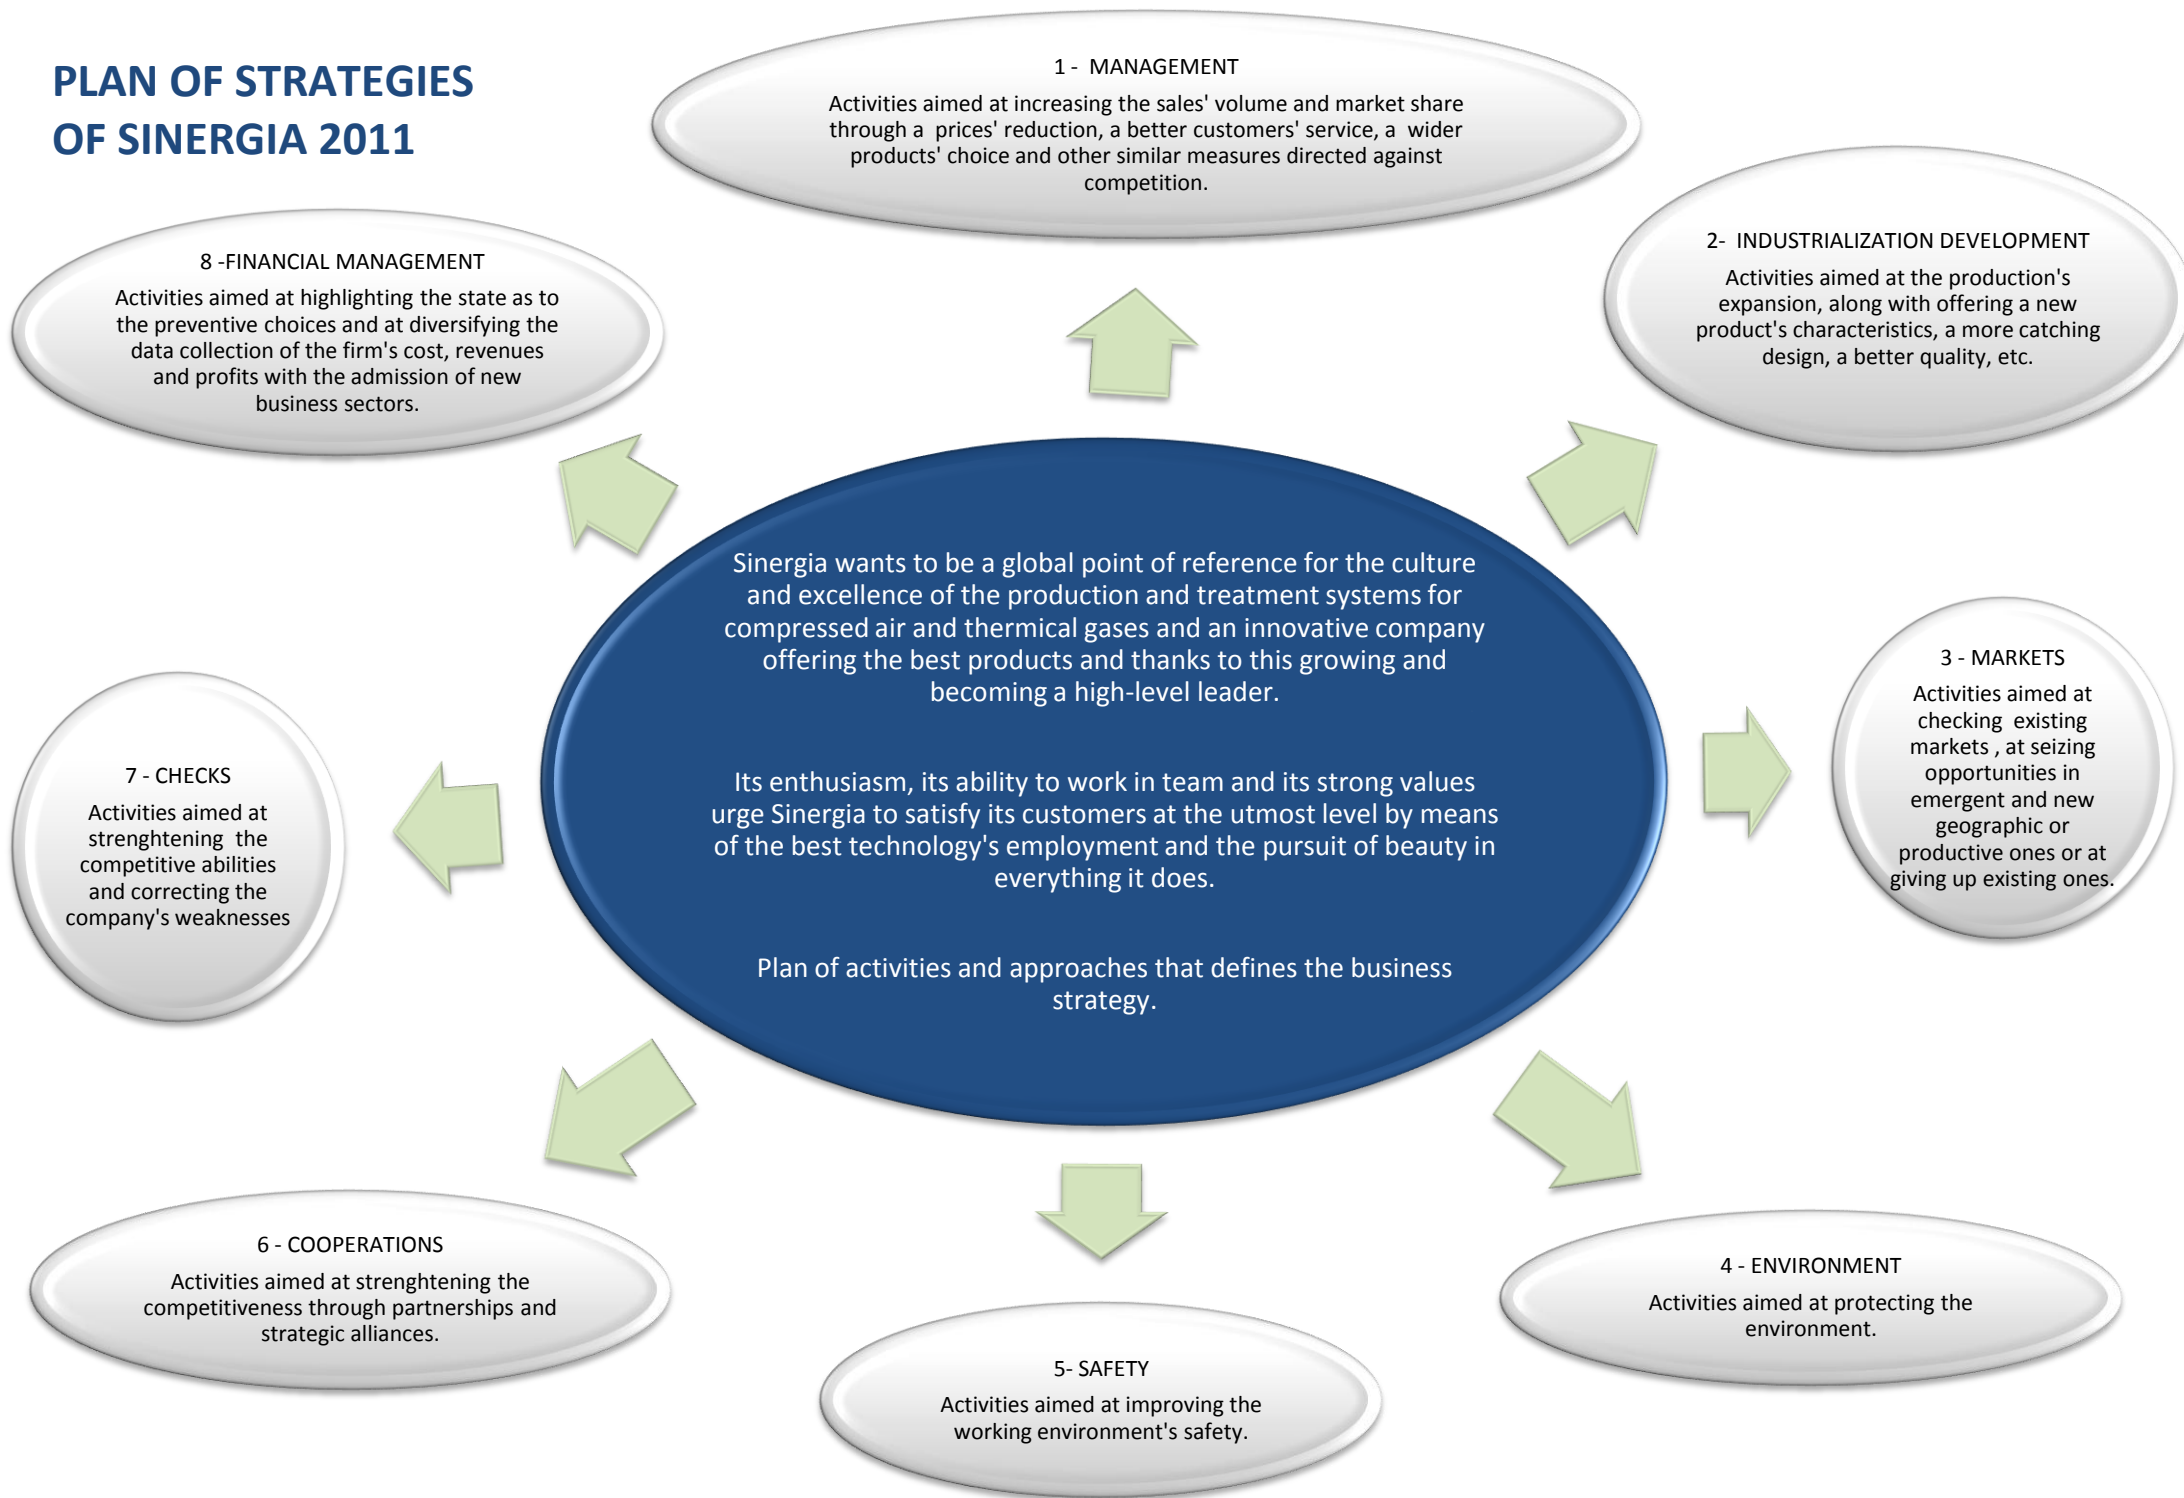 PLAN OF STRATEGIES
OF SINERGIA 2011
1 - MANAGEMENT
Activities aimed at increasing the sales' volume and market share
through a prices' reduction, a better customers' service, a wider
products' choice and other similar measures directed against
competition.
2- INDUSTRIALIZATION DEVELOPMENT
Activities aimed at the production's
expansion, along with offering a new
product's characteristics, a more catching
design, a better quality, etc.
3 - MARKETS
Activities aimed at
checking existing
markets , at seizing
opportunities in
emergent and new
geographic or
productive ones or at
giving up existing ones.
4 - ENVIRONMENT
Activities aimed at protecting the
environment.
5- SAFETY
Activities aimed at improving the
working environment's safety.
6 - COOPERATIONS
Activities aimed at strenghtening the
competitiveness through partnerships and
strategic alliances.
7 - CHECKS
Activities aimed at
strenghtening the
competitive abilities
and correcting the
company's weaknesses
8 -FINANCIAL MANAGEMENT
Activities aimed at highlighting the state as to
the preventive choices and at diversifying the
data collection of the firm's cost, revenues
and profits with the admission of new
business sectors.
Sinergia wants to be a global point of reference for the culture
and excellence of the production and treatment systems for
compressed air and thermical gases and an innovative company
offering the best products and thanks to this growing and
becoming a high-level leader.
Its enthusiasm, its ability to work in team and its strong values
urge Sinergia to satisfy its customers at the utmost level by means
of the best technology's employment and the pursuit of beauty in
everything it does.
Plan of activities and approaches that defines the business
strategy.